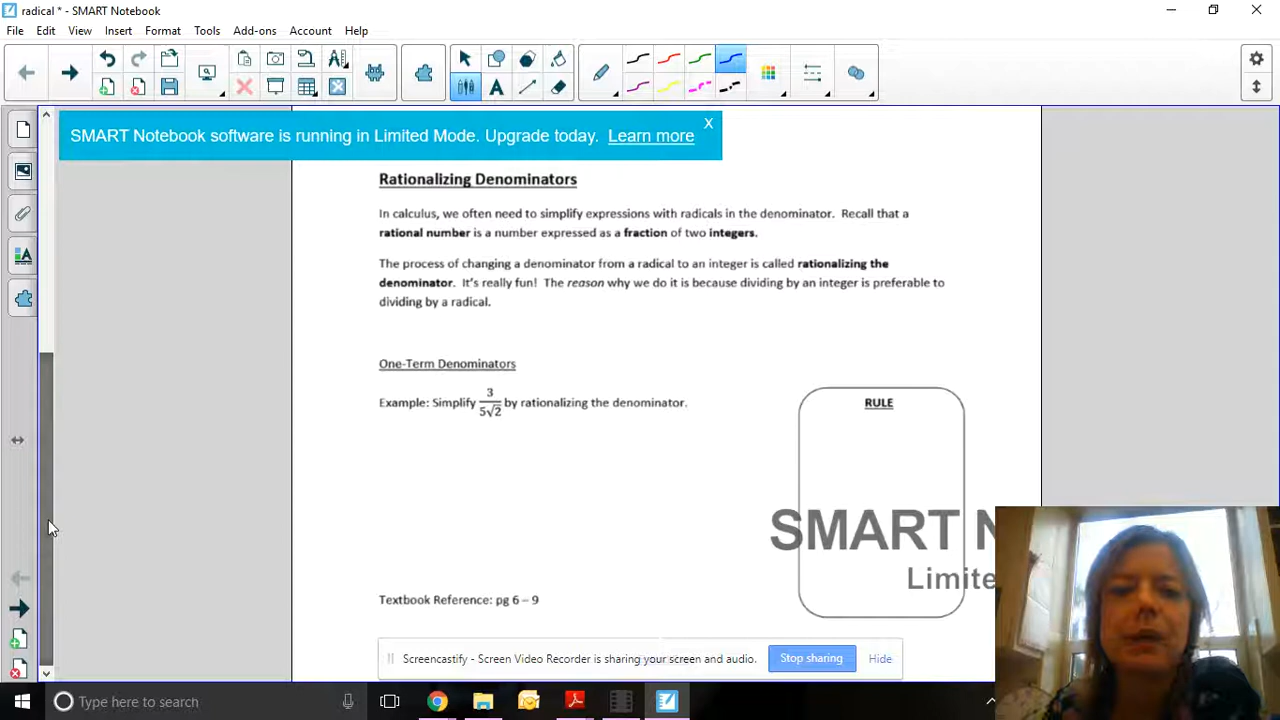 radical * - SMART Notebook
File Edit View Insert Format Tools Add-ons Account Help
SMART Notebook software is running in Limited Mode. Upgrade today. Learn more X
Rationalizing Denominators
In calculus, we often need to simplify expressions with radicals in the denominator. Recall that a
rational number is a number expressed as a fraction of two integers.
The process of changing a denominator from a radical to an integer is called rationalizing the
denominator. It's really fun! The reason why we do it is because dividing by an integer is preferable to
dividing by a radical.
One-Term Denominators
Example: Simplify 3/5√2 by rationalizing the denominator.
RULE
SMART N
Limite
Textbook Reference: pg 6 – 9
Screencastify - Screen Video Recorder is sharing your screen and audio. Stop sharing Hide
Type here to search